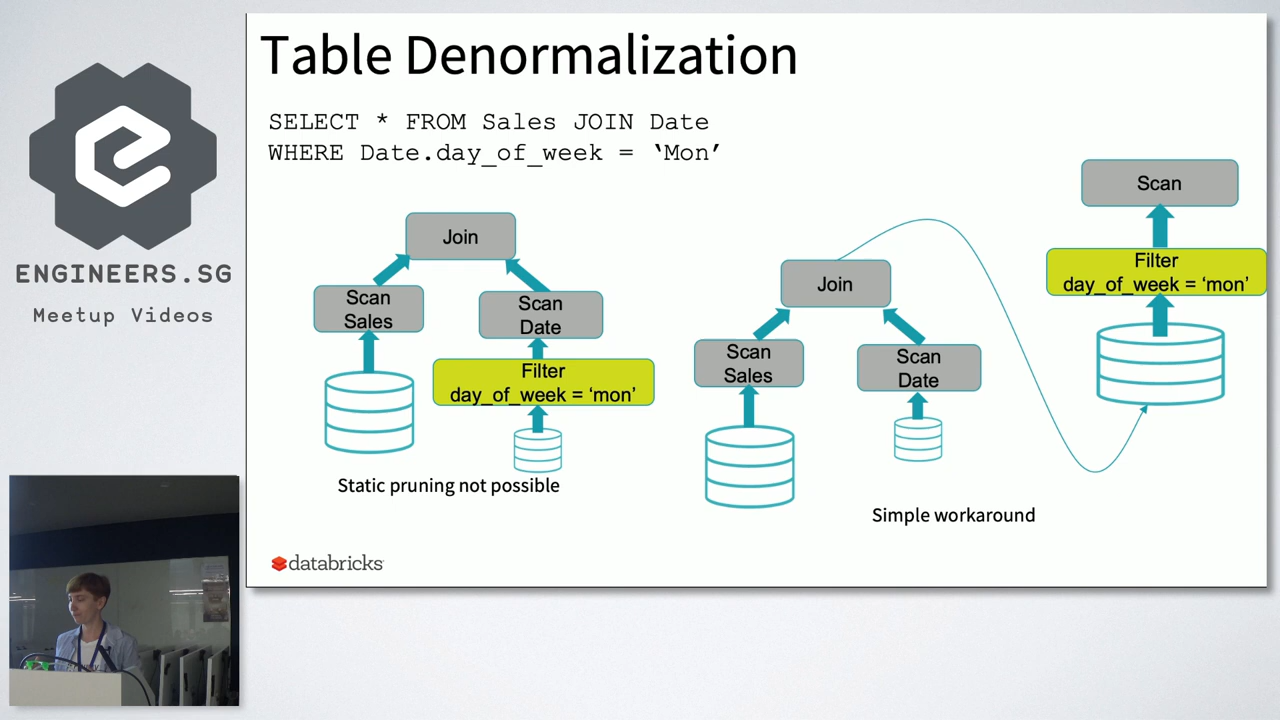 Table Denormalization
SELECT * FROM Sales JOIN Date
WHERE Date.day_of_week = ‘Mon’
ENGINEERS.SG
Meetup Videos
Join
Scan
Sales
Scan
Date
Filter
day_of_week = ‘mon’
Static pruning not possible
Join
Scan
Sales
Scan
Date
Simple workaround
Scan
Filter
day_of_week = ‘mon’
databricks